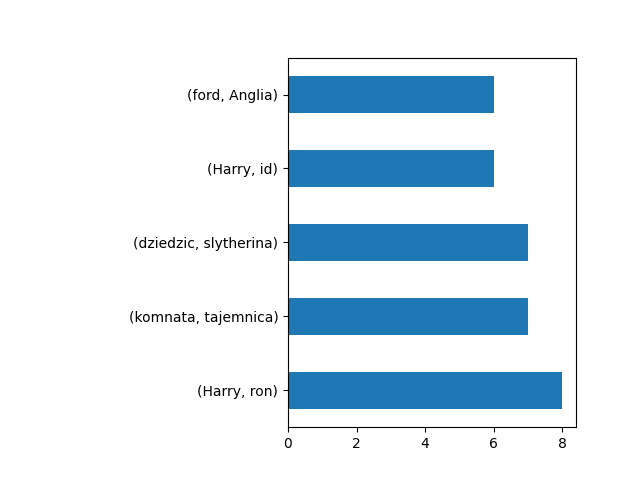 (ford, Anglia)
(Harry, id)
(dziedzic, slytherina)
(komnata, tajemnica)
(Harry, ron)
0 2 4 6 8